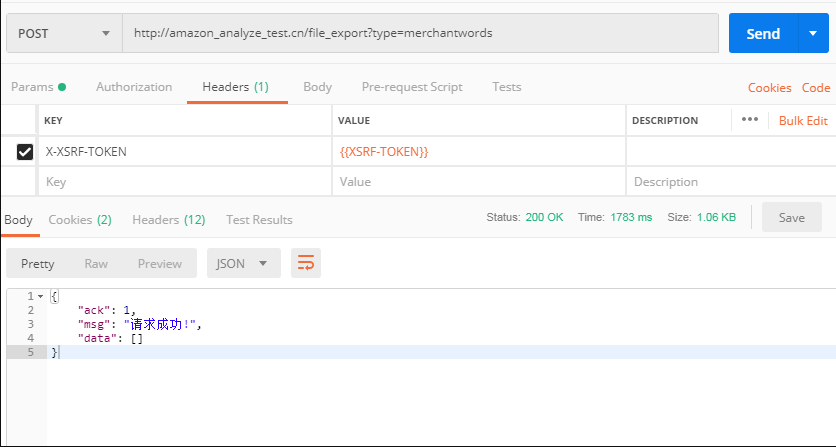 POST http://amazon_analyze_test.cn/file_export?type=merchantwords Send
Params Authorization Headers (1) Body Pre-request Script Tests Cookies Code
KEY VALUE DESCRIPTION ••• Bulk Edit
X-XSRF-TOKEN {{XSRF-TOKEN}}
Key Value Description
Body Cookies (2) Headers (12) Test Results Status: 200 OK Time: 1783 ms Size: 1.06 KB Save
Pretty Raw Preview JSON
1 {
2 "ack": 1,
3 "msg": "请求成功!",
4 "data": []
5 }